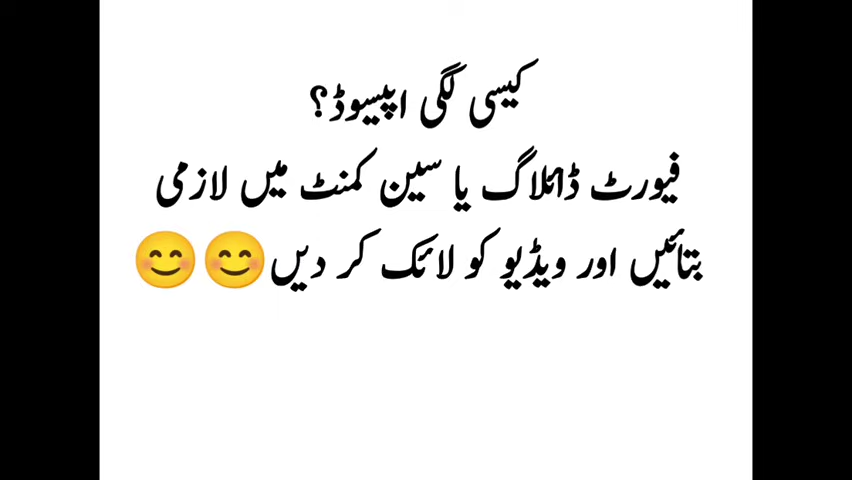 کیسی لگی اپیسوڈ؟
فیورٹ ڈائلاگ یا سین کمنٹ میں لازمی
بتائیں اور ویڈیو کو لائک کر دیں😊😊